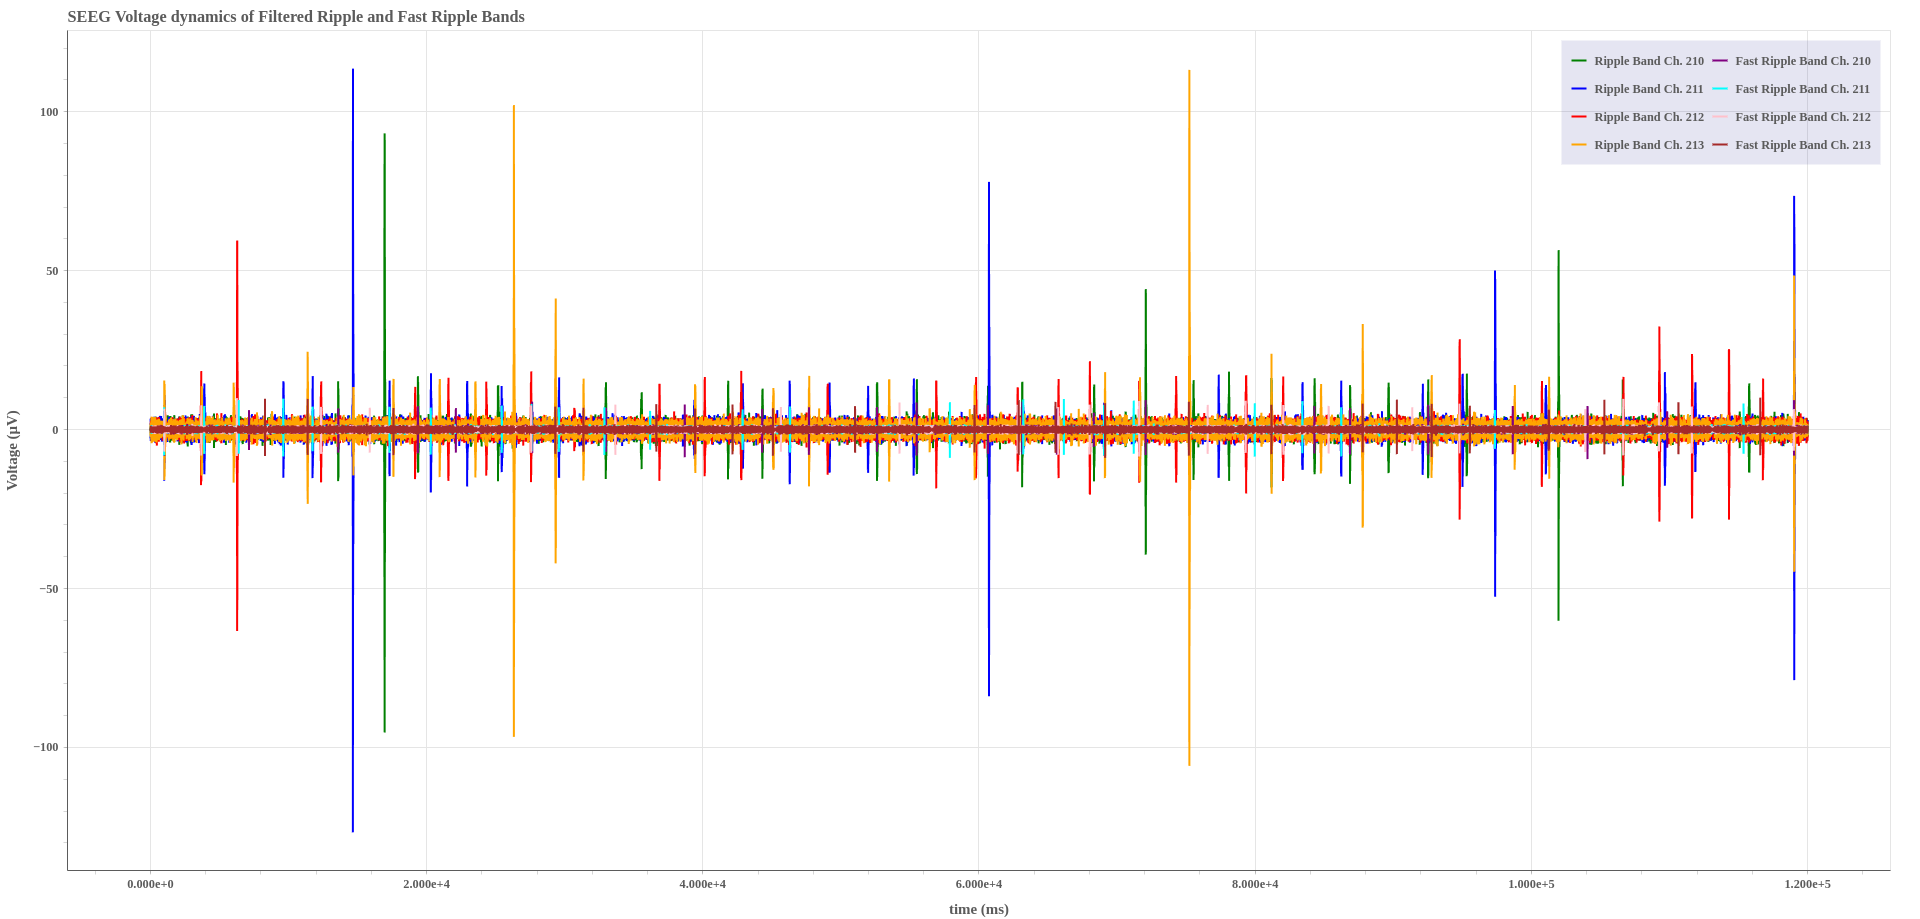 SEEG Voltage dynamics of Filtered Ripple and Fast Ripple Bands
Ripple Band Ch. 210 Fast Ripple Band Ch. 210
Ripple Band Ch. 211 Fast Ripple Band Ch. 211
Ripple Band Ch. 212 Fast Ripple Band Ch. 212
Ripple Band Ch. 213 Fast Ripple Band Ch. 213
100
50
0
−50
−100
Voltage (μV)
0.000e+0 2.000e+4 4.000e+4 6.000e+4 8.000e+4 1.000e+5 1.200e+5
time (ms)